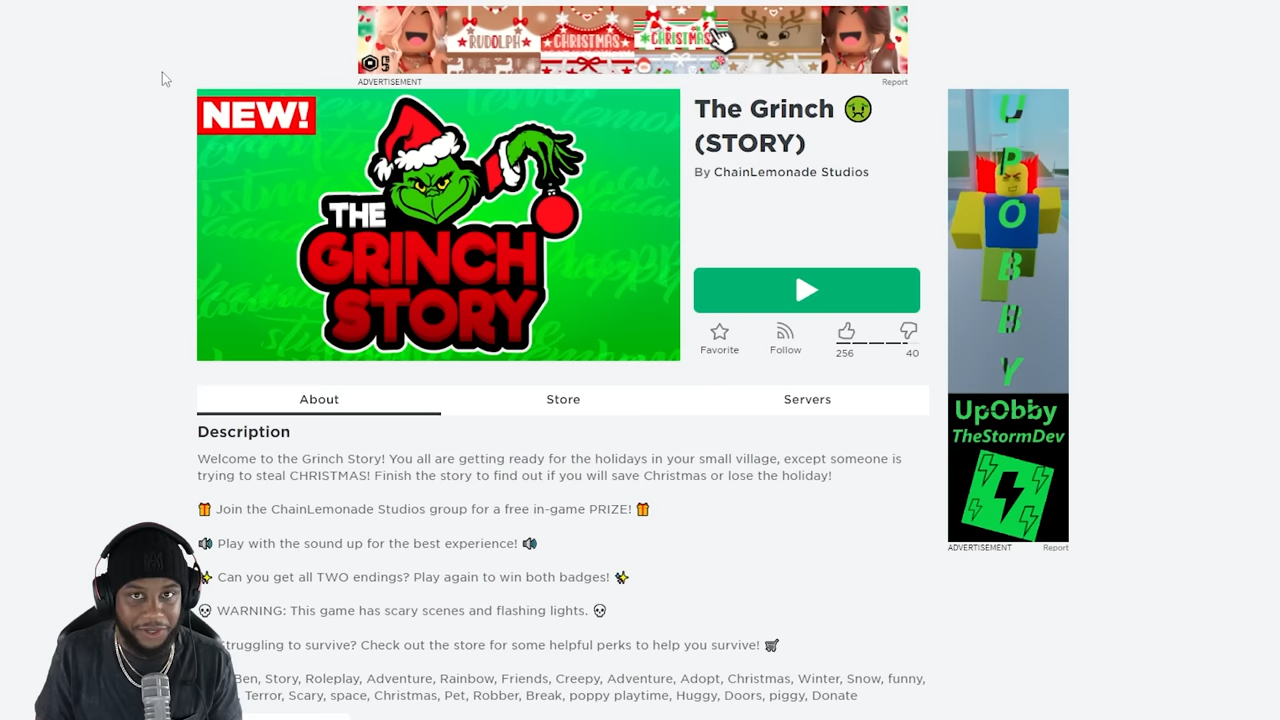 RUDOLPH
CHRISTMAS
CHRISTMAS
ADVERTISEMENT
Report
NEW!
THE
GRINCH
STORY
The Grinch 🤢
(STORY)
By ChainLemonade Studios
Favorite
Follow
256
40
About
Store
Servers
Description
Welcome to the Grinch Story! You all are getting ready for the holidays in your small village, except someone is
trying to steal CHRISTMAS! Finish the story to find out if you will save Christmas or lose the holiday!
🎁 Join the ChainLemonade Studios group for a free in-game PRIZE! 🎁
🔊 Play with the sound up for the best experience! 🔊
✨ Can you get all TWO endings? Play again to win both badges! ✨
💀 WARNING: This game has scary scenes and flashing lights. 💀
Struggling to survive? Check out the store for some helpful perks to help you survive! 🛒
Ben, Story, Roleplay, Adventure, Rainbow, Friends, Creepy, Adventure, Adopt, Christmas, Winter, Snow, funny,
Terror, Scary, space, Christmas, Pet, Robber, Break, poppy playtime, Huggy, Doors, piggy, Donate
UPOBBY
UpObby
TheStormDev
ADVERTISEMENT
Report